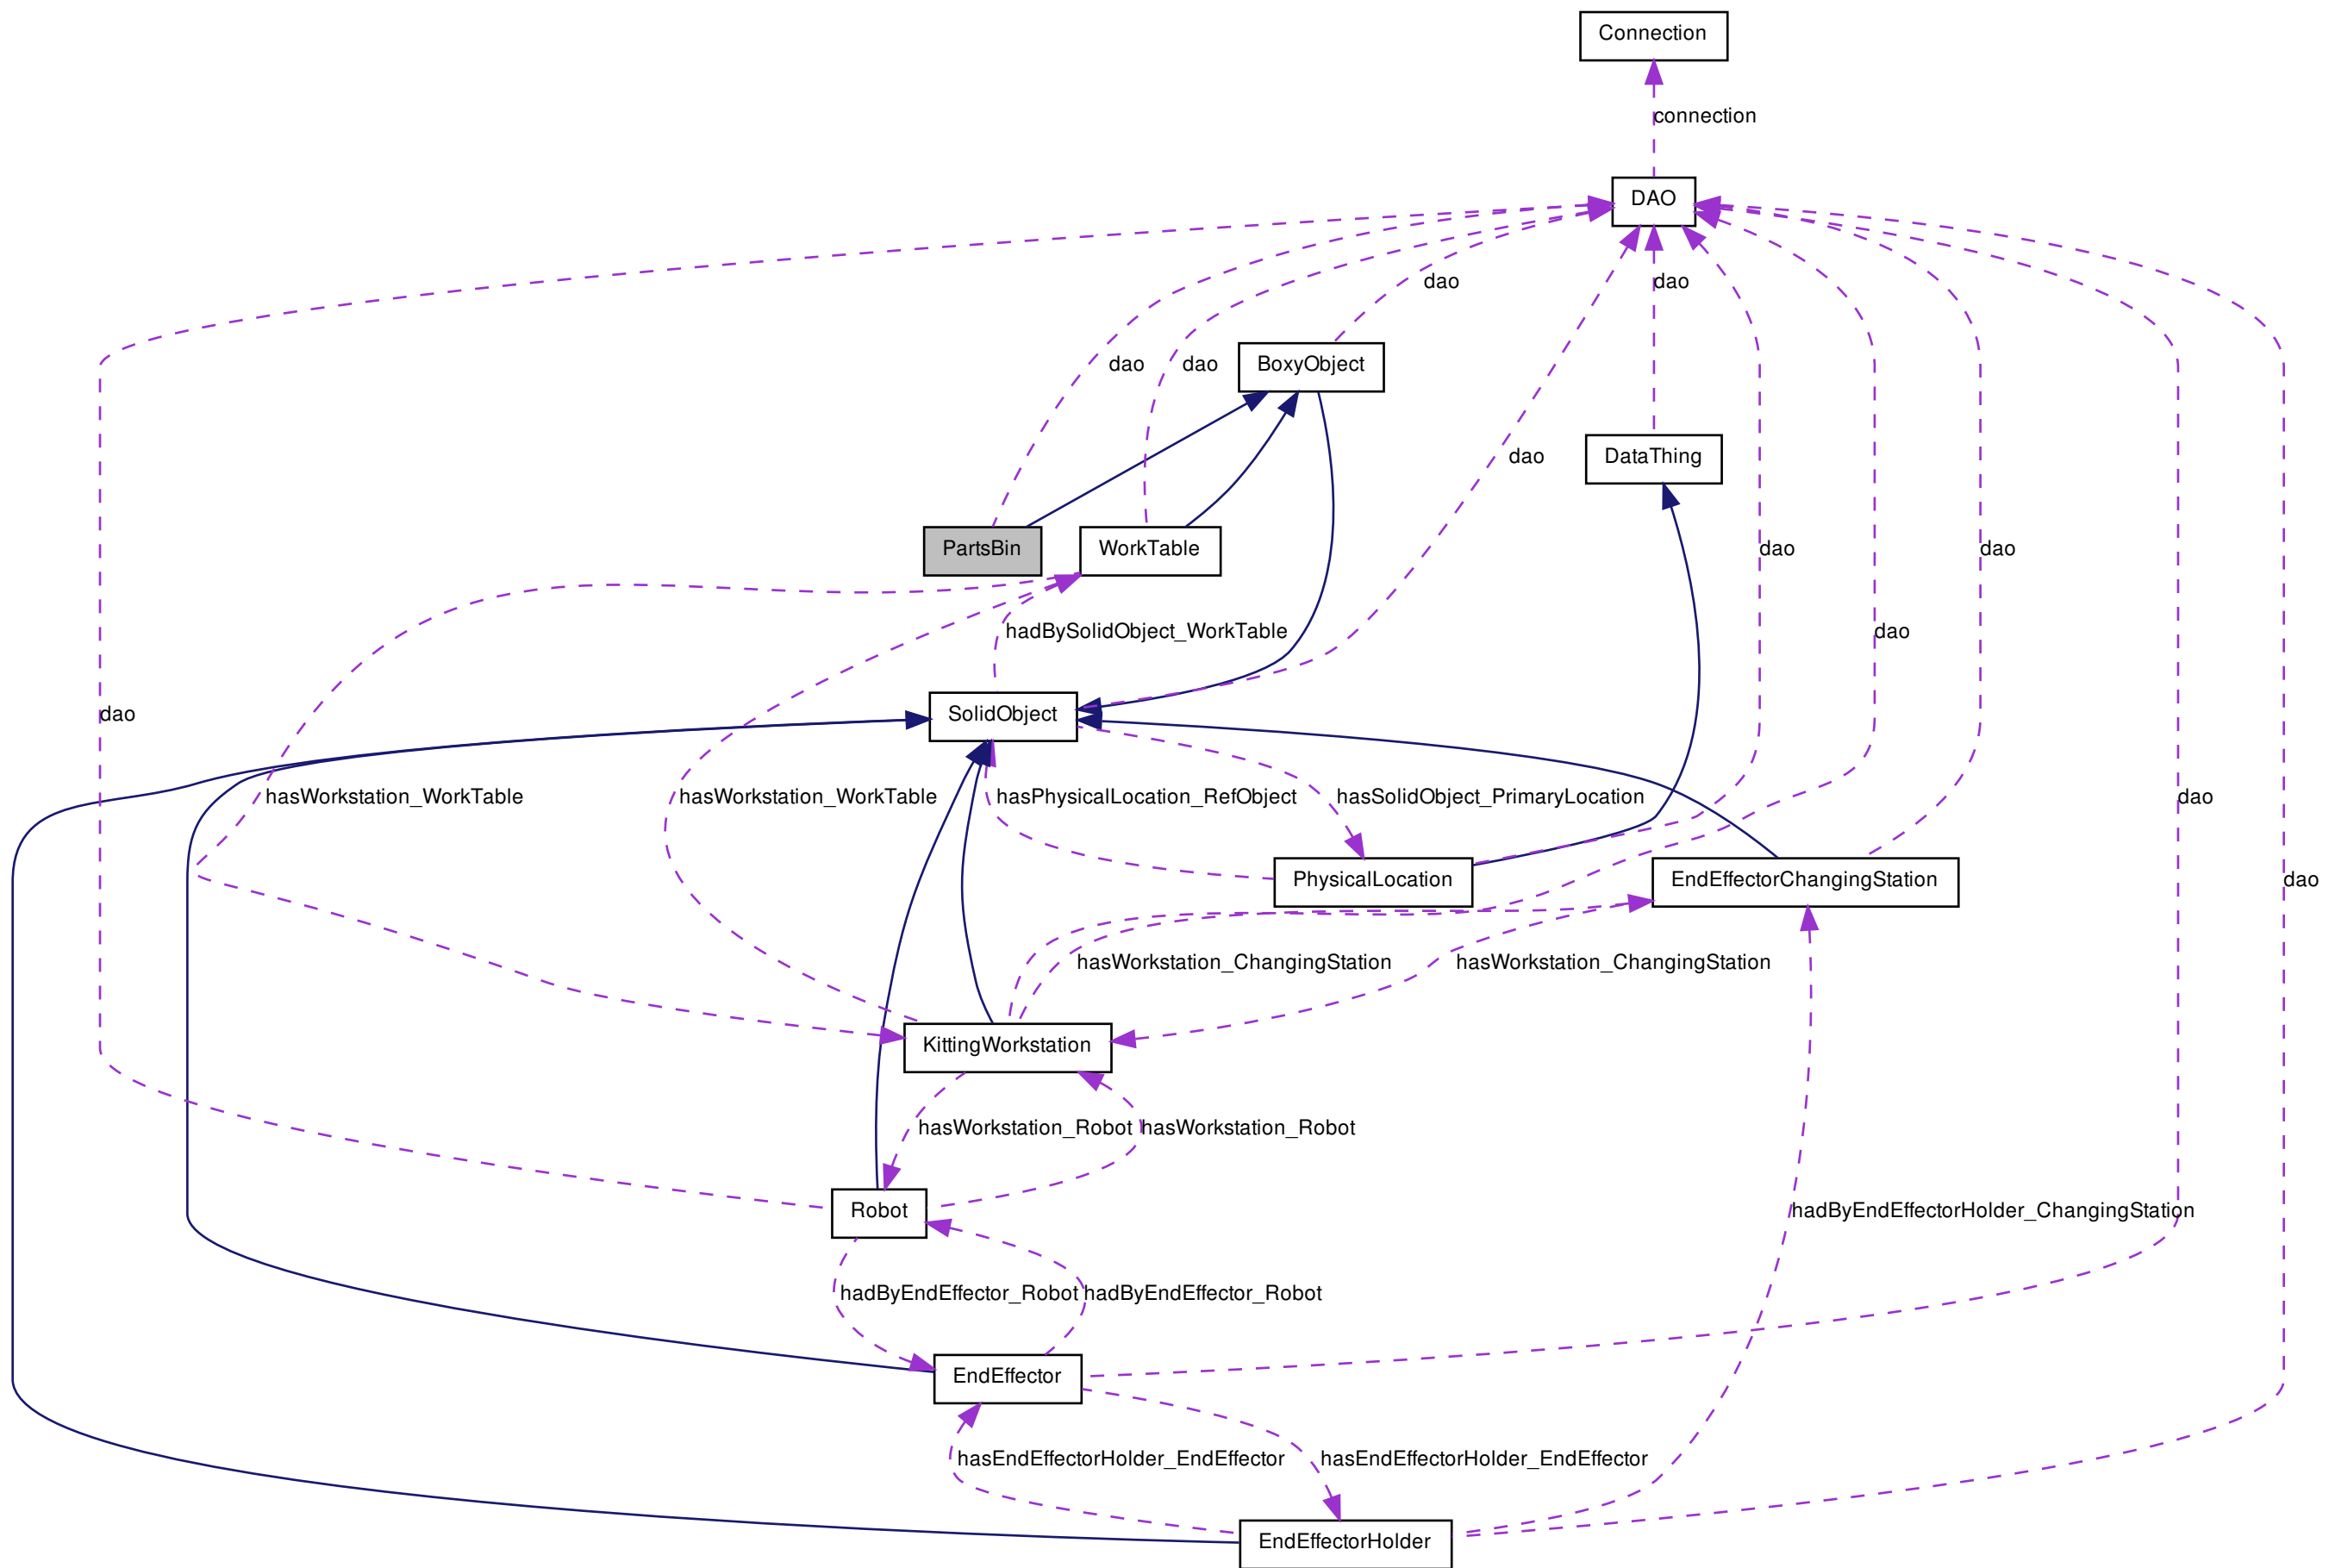 Connection
connection
DAO
dao
dao
BoxyObject
dao
dao
dao
DataThing
dao
PartsBin
WorkTable
dao
dao
hadBySolidObject_WorkTable
dao
dao
SolidObject
hasWorkstation_WorkTable
hasWorkstation_WorkTable
hasPhysicalLocation_RefObject
hasSolidObject_PrimaryLocation
dao
PhysicalLocation
EndEffectorChangingStation
dao
hasWorkstation_ChangingStation
hasWorkstation_ChangingStation
KittingWorkstation
hasWorkstation_Robot
hasWorkstation_Robot
Robot
hadByEndEffectorHolder_ChangingStation
hadByEndEffector_Robot
hadByEndEffector_Robot
EndEffector
hasEndEffectorHolder_EndEffector
hasEndEffectorHolder_EndEffector
EndEffectorHolder